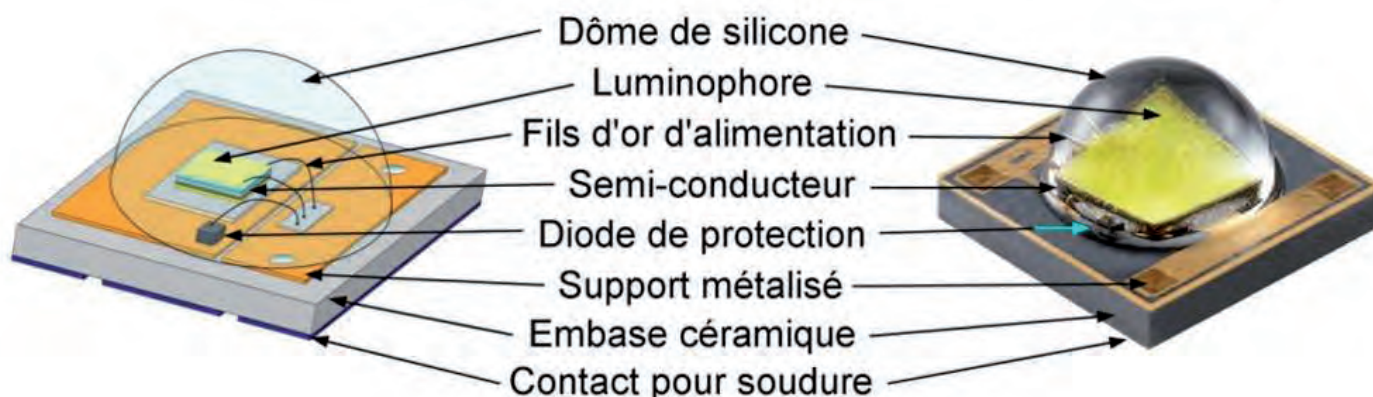 Dôme de silicone
Luminophore
Fils d'or d'alimentation
Semi-conducteur
Diode de protection
Support métalisé
Embase céramique
Contact pour soudure